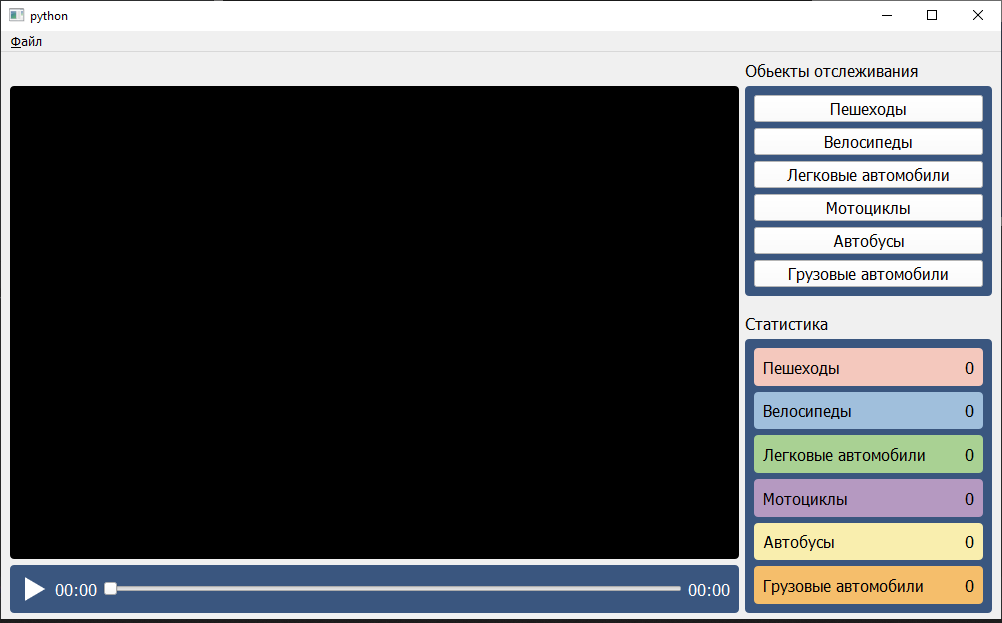 python
Файл
Обьекты отслеживания
Пешеходы
Велосипеды
Легковые автомобили
Мотоциклы
Автобусы
Грузовые автомобили
Статистика
Пешеходы 0
Велосипеды 0
Легковые автомобили 0
Мотоциклы 0
Автобусы 0
Грузовые автомобили 0
00:00 00:00